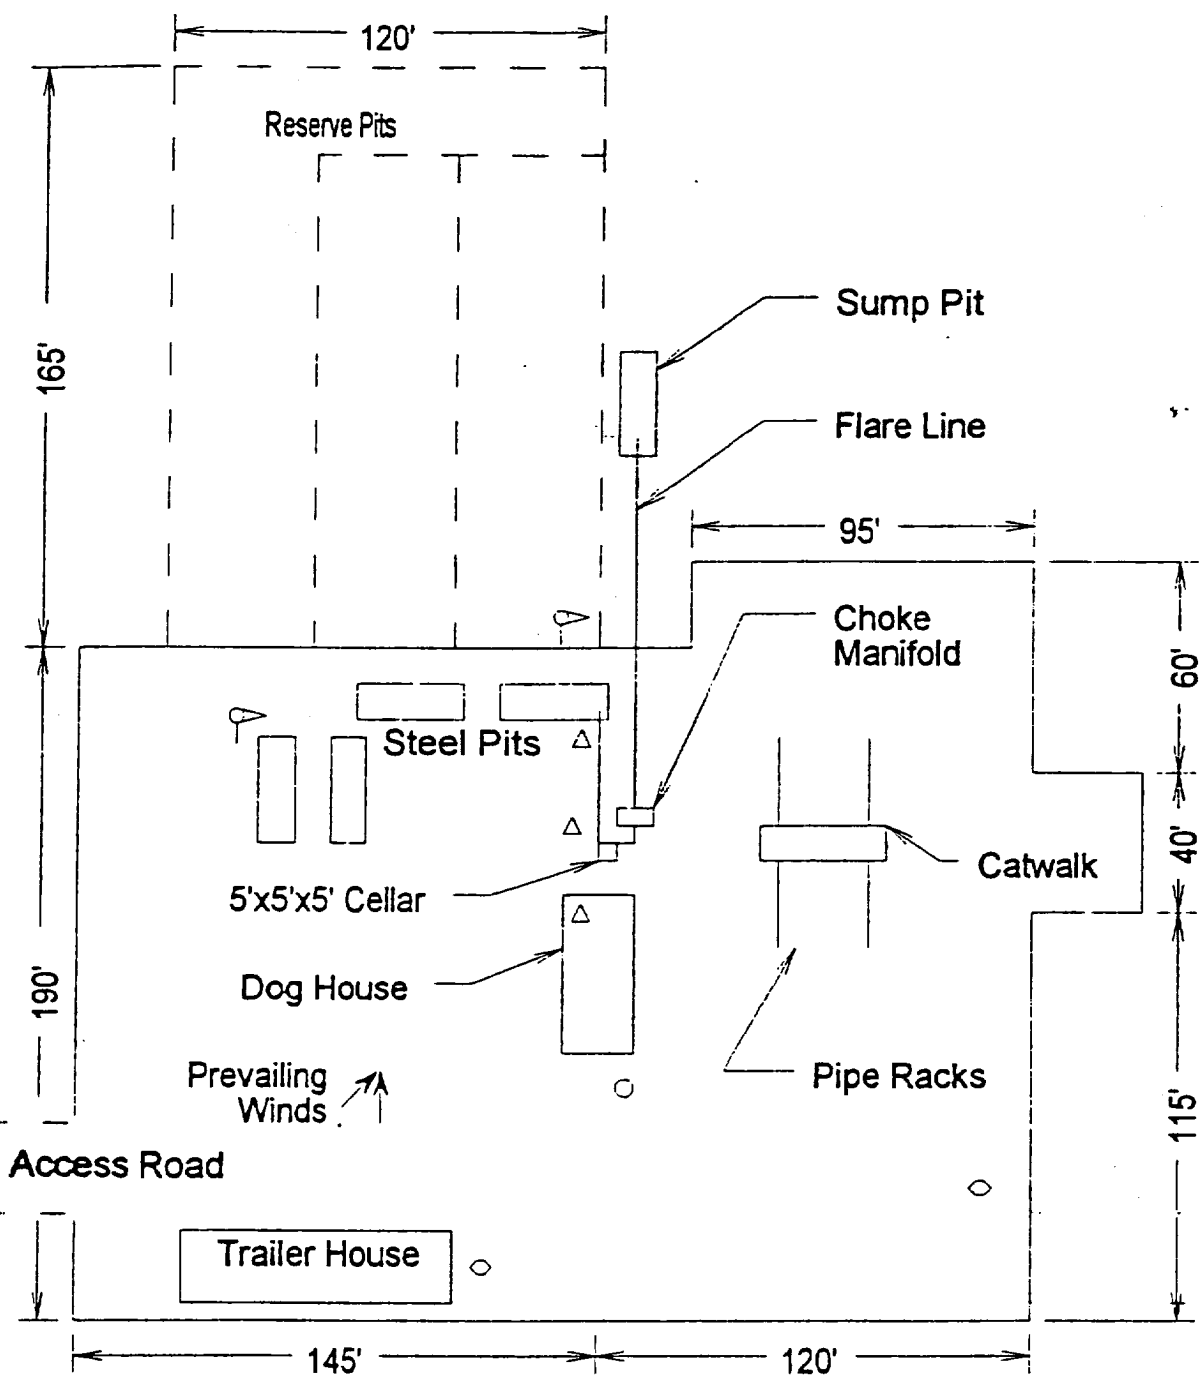 120'
Reserve Pits
Sump Pit
165'
Flare Line
95'
Choke
Manifold
60'
Steel Pits
40'
Catwalk
5'x5'x5' Cellar
190'
Dog House
Prevailing
Winds
Pipe Racks
115'
Access Road
Trailer House
145'
120'